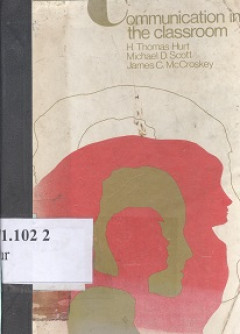 Communication in
the classroom
H. Thomas Hurt
Michael D. Scott
James C. McCroskey
1.102 2
ur